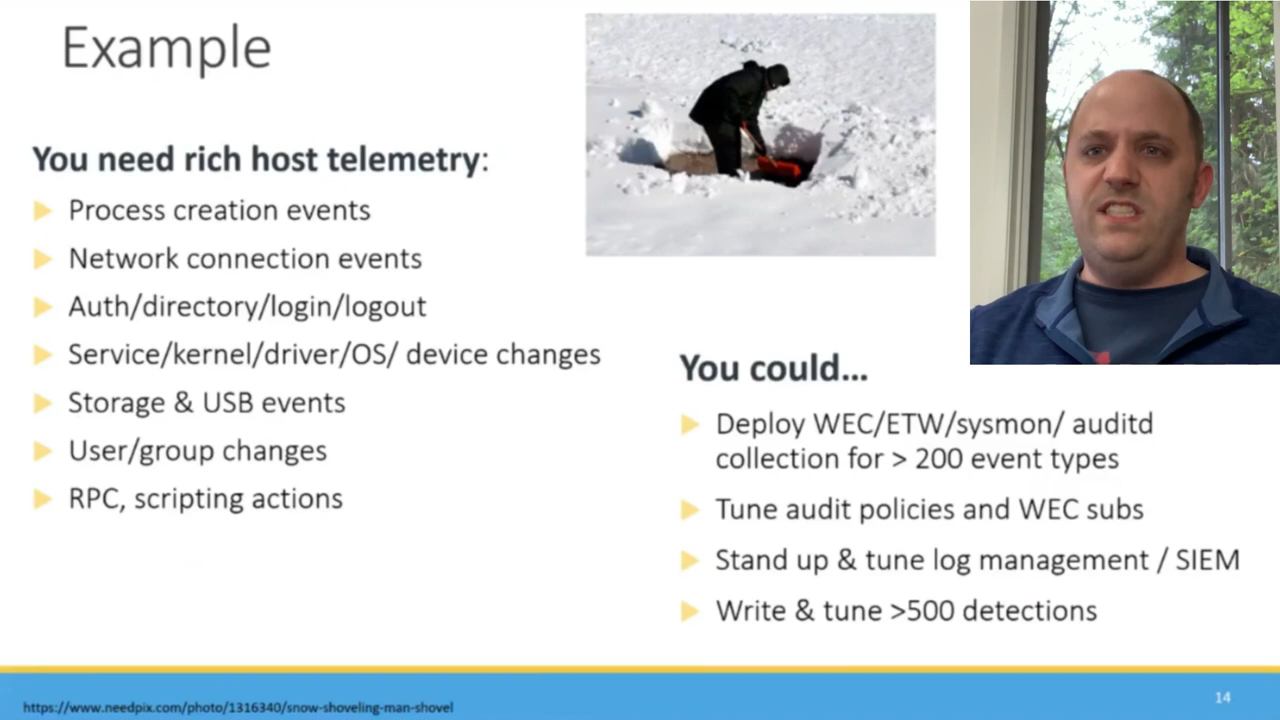 Example
You need rich host telemetry:
Process creation events
Network connection events
Auth/directory/login/logout
Service/kernel/driver/OS/ device changes
Storage & USB events
User/group changes
RPC, scripting actions
You could...
Deploy WEC/ETW/sysmon/ auditd
collection for > 200 event types
Tune audit policies and WEC subs
Stand up & tune log management / SIEM
Write & tune >500 detections
https://www.needpix.com/photo/1316340/snow-shoveling-man-shovel
14